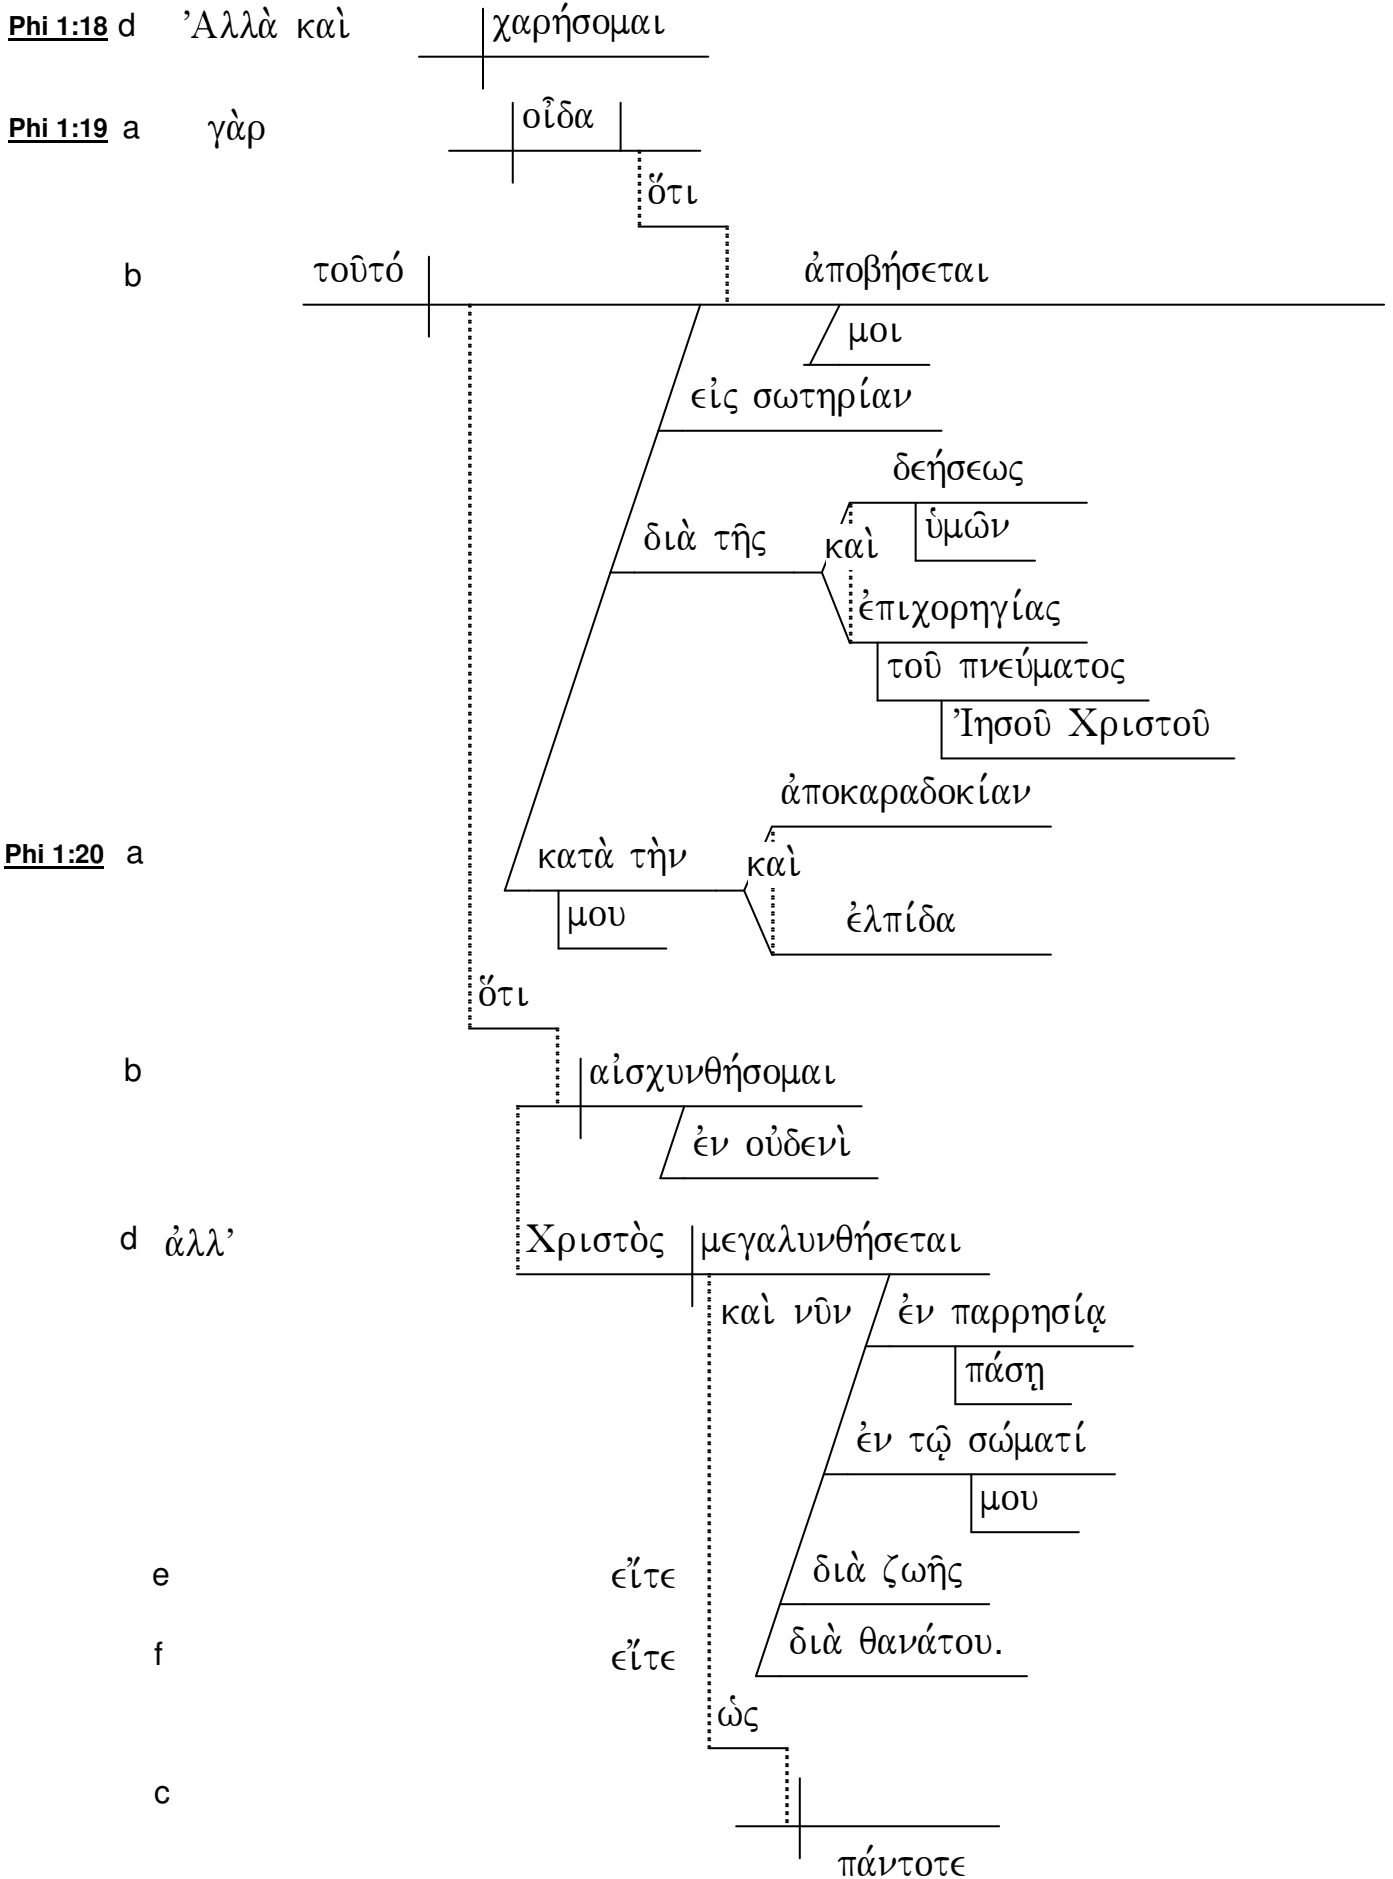 Phi 1:18 d Ἀλλὰ καὶ χαρήσομαι
Phi 1:19 a γὰρ οἶδα
ὅτι
b τοῦτό ἀποβήσεται
μοι
εἰς σωτηρίαν
δεήσεως
διὰ τῆς καὶ ὑμῶν
ἐπιχορηγίας
τοῦ πνεύματος
Ἰησοῦ Χριστοῦ
ἀποκαραδοκίαν
Phi 1:20 a κατὰ τὴν καὶ
μου ἐλπίδα
ὅτι
b αἰσχυνθήσομαι
ἐν οὐδενὶ
d ἀλλ’ Χριστὸς μεγαλυνθήσεται
καὶ νῦν ἐν παρρησίᾳ
πάσῃ
ἐν τῷ σώματί
μου
e εἴτε διὰ ζωῆς
f εἴτε διὰ θανάτου.
ὡς
c
πάντοτε